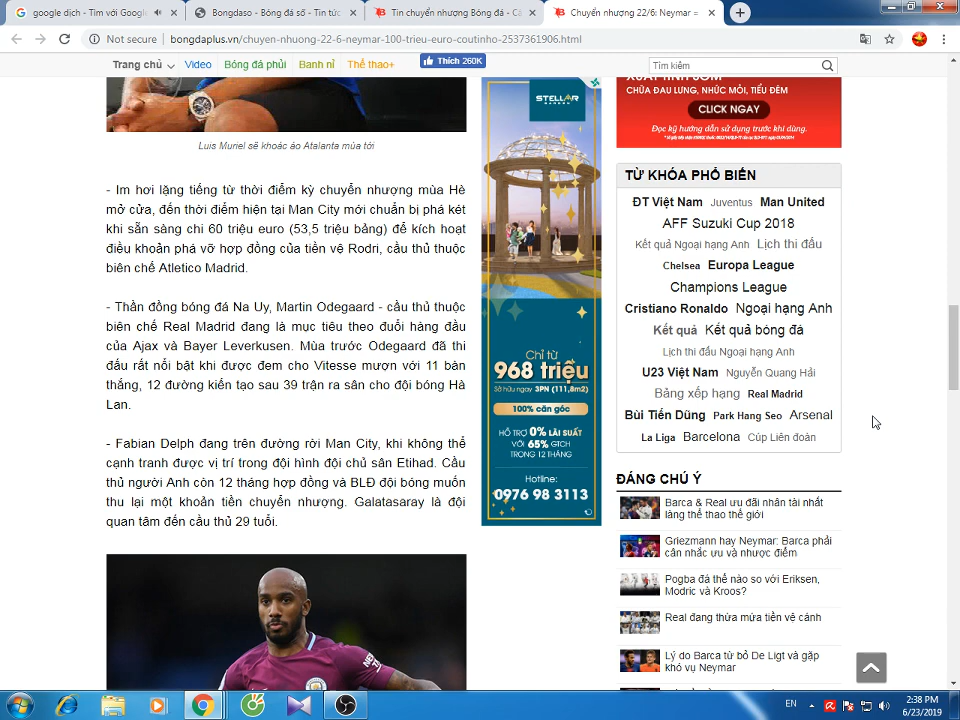 google dịch - Tìm với Googl
Bongdaso - Bóng đá số - Tin tức
Tin chuyển nhượng Bóng đá - Câ
Chuyển nhượng 22/6: Neymar =
Not secure
bongdaplus.vn/chuyen-nhuong-22-6-neymar-100-trieu-euro-coutinho-2537361906.html
Trang chủ Video Bóng đá phủi Banh nỉ Thể thao+
Thích 260K
Tìm kiếm
Luis Muriel sẽ khoác áo Atalanta mùa tới
- Im hơi lặng tiếng từ thời điểm kỳ chuyển nhượng mùa Hè
mở cửa, đến thời điểm hiện tại Man City mới chuẩn bị phá két
khi sẵn sàng chi 60 triệu euro (53,5 triệu bảng) để kích hoạt
điều khoản phá vỡ hợp đồng của tiền vệ Rodri, cầu thủ thuộc
biên chế Atletico Madrid.
- Thần đồng bóng đá Na Uy, Martin Odegaard - cầu thủ thuộc
biên chế Real Madrid đang là mục tiêu theo đuổi hàng đầu
của Ajax và Bayer Leverkusen. Mùa trước Odegaard đã thi
đấu rất nổi bật khi được đem cho Vitesse mượn với 11 bàn
thắng, 12 đường kiến tạo sau 39 trận ra sân cho đội bóng Hà
Lan.
- Fabian Delph đang trên đường rời Man City, khi không thể
cạnh tranh được vị trí trong đội hình đội chủ sân Etihad. Cầu
thủ người Anh còn 12 tháng hợp đồng và BLĐ đội bóng muốn
thu lại một khoản tiền chuyển nhượng. Galatasaray là đội
quan tâm đến cầu thủ 29 tuổi.
STELLAR
GARDEN
Chỉ từ
968 triệu
Sở hữu ngay 3PN (111,8m2)
100% căn góc
HỖ TRỢ 0% LÃI SUẤT
VỚI 65% GTCH
TRONG 12 THÁNG
Hotline:
0976 98 3113
CHỮA ĐAU LƯNG, NHỨC MỎI, TIỂU ĐÊM
CLICK NGAY
Đọc kỹ hướng dẫn sử dụng trước khi dùng.
TỪ KHÓA PHỔ BIẾN
ĐT Việt Nam Juventus Man United
AFF Suzuki Cup 2018
Kết quả Ngoại hạng Anh Lịch thi đấu
Chelsea Europa League
Champions League
Cristiano Ronaldo Ngoại hạng Anh
Kết quả Kết quả bóng đá
Lịch thi đấu Ngoại hạng Anh
U23 Việt Nam Nguyễn Quang Hải
Bảng xếp hạng Real Madrid
Bùi Tiến Dũng Park Hang Seo Arsenal
La Liga Barcelona Cúp Liên đoàn
ĐÁNG CHÚ Ý
Barca & Real ưu đãi nhân tài nhất
làng thể thao thế giới
Griezmann hay Neymar: Barca phải
cân nhắc ưu và nhược điểm
Pogba đá thế nào so với Eriksen,
Modric và Kroos?
Real đang thừa mứa tiền vệ cánh
Lý do Barca từ bỏ De Ligt và gặp
khó vụ Neymar
EN
2:38 PM
6/23/2019